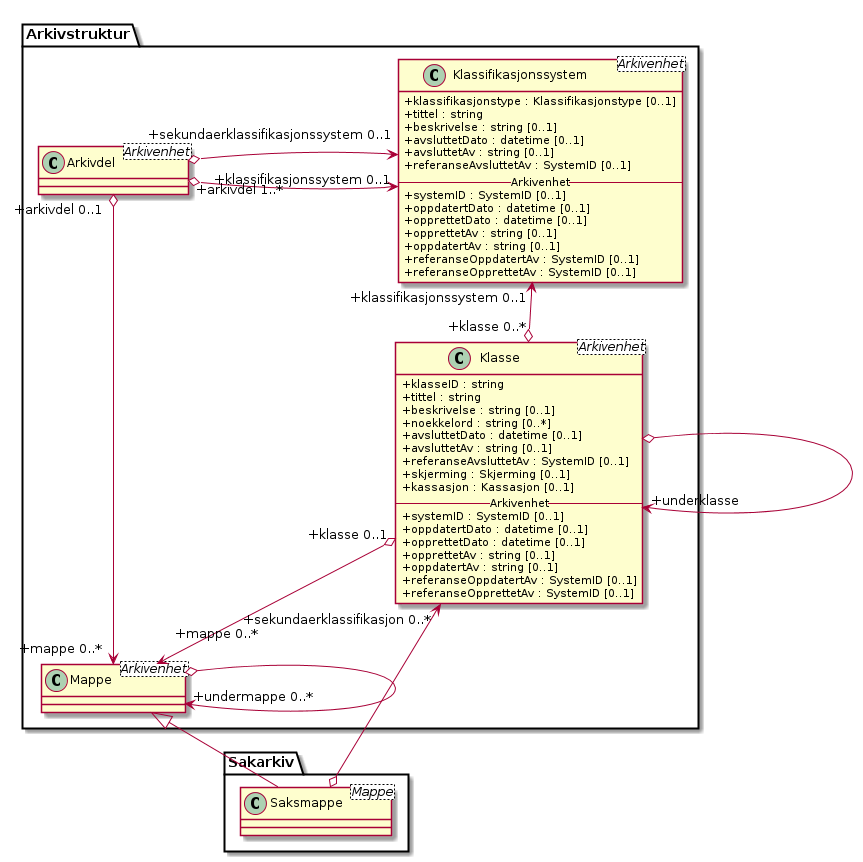 Arkivstruktur
C Klassifikasjonssystem
Arkivenhet
+klassifikasjonstype : Klassifikasjonstype [0..1]
+tittel : string
+beskrivelse : string [0..1]
+avsluttetDato : datetime [0..1]
+avsluttetAv : string [0..1]
+referanseAvsluttetAv : SystemID [0..1]
Arkivenhet
+systemID : SystemID [0..1]
+oppdatertDato : datetime [0..1]
+opprettetDato : datetime [0..1]
+opprettetAv : string [0..1]
+oppdatertAv : string [0..1]
+referanseOppdatertAv : SystemID [0..1]
+referanseOpprettetAv : SystemID [0..1]
+sekundaerklassifikasjonssystem 0..1
C Arkivdel
Arkivenhet
+klassifikasjonssystem 0..1
+arkivdel 1..*
+arkivdel 0..1
+klassifikasjonssystem 0..1
+klasse 0..*
C Klasse
Arkivenhet
+klasseID : string
+tittel : string
+beskrivelse : string [0..1]
+noekkelord : string [0..*]
+avsluttetDato : datetime [0..1]
+avsluttetAv : string [0..1]
+referanseAvsluttetAv : SystemID [0..1]
+skjerming : Skjerming [0..1]
+kassasjon : Kassasjon [0..1]
Arkivenhet
+systemID : SystemID [0..1]
+oppdatertDato : datetime [0..1]
+opprettetDato : datetime [0..1]
+opprettetAv : string [0..1]
+oppdatertAv : string [0..1]
+referanseOppdatertAv : SystemID [0..1]
+referanseOpprettetAv : SystemID [0..1]
+underklasse
+klasse 0..1
+sekundaerklassifikasjon 0..*
+mappe 0..*
+mappe 0..*
C Mappe
Arkivenhet
+undermappe 0..*
Sakarkiv
C Saksmappe
Mappe